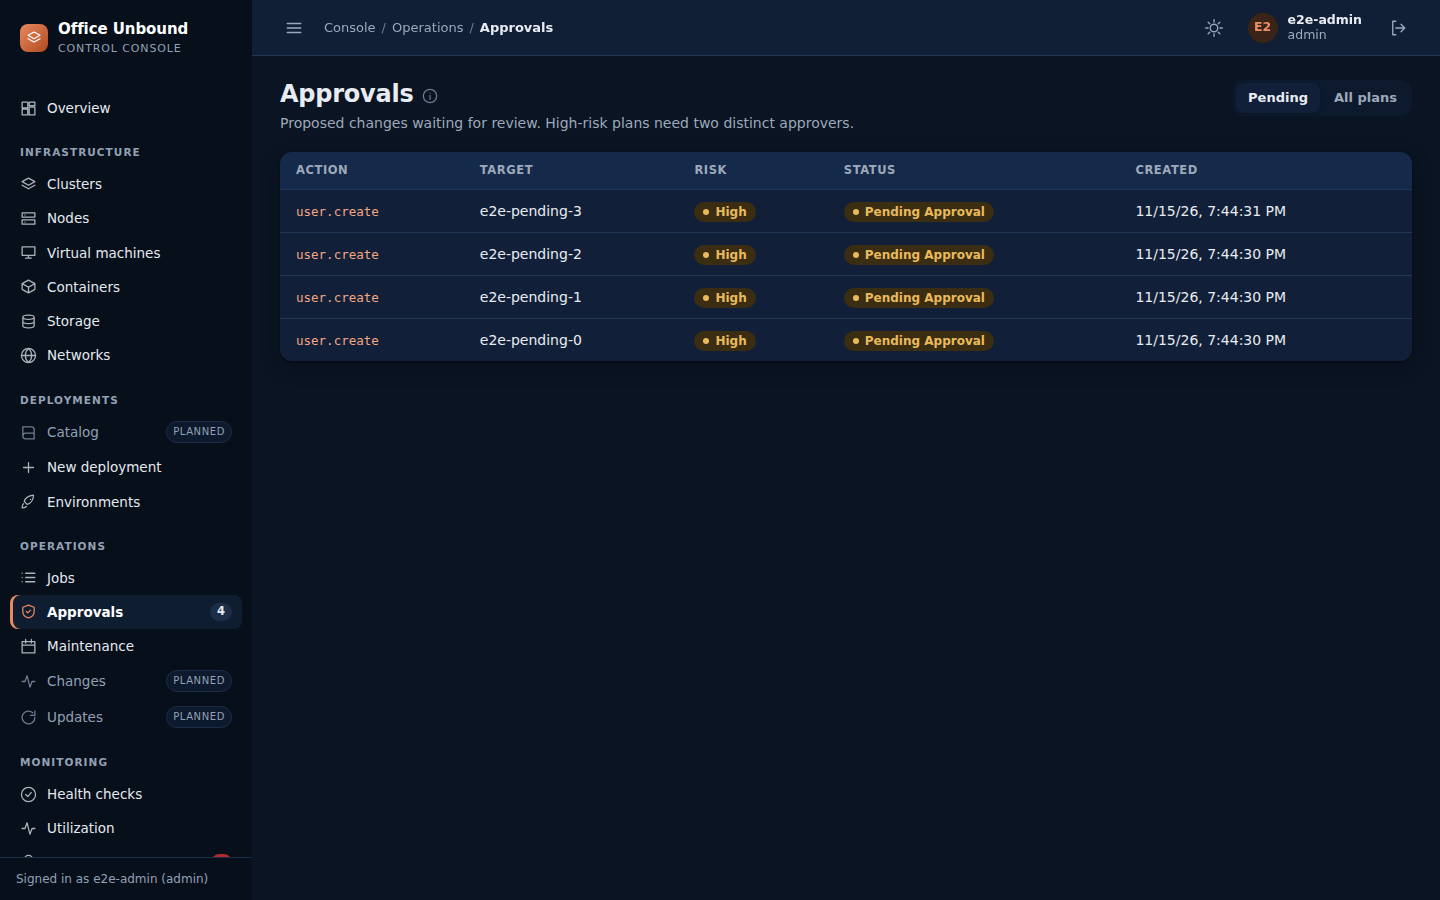 Office Unbound
CONTROL CONSOLE
Overview
INFRASTRUCTURE
Clusters
Nodes
Virtual machines
Containers
Storage
Networks
DEPLOYMENTS
Catalog PLANNED
New deployment
Environments
OPERATIONS
Jobs
Approvals 4
Maintenance
Changes PLANNED
Updates PLANNED
MONITORING
Health checks
Utilization
Signed in as e2e-admin (admin)
Console / Operations / Approvals
E2 e2e-admin
admin
Approvals
Proposed changes waiting for review. High-risk plans need two distinct approvers.
Pending All plans
ACTION TARGET RISK STATUS CREATED
user.create e2e-pending-3 High Pending Approval 11/15/26, 7:44:31 PM
user.create e2e-pending-2 High Pending Approval 11/15/26, 7:44:30 PM
user.create e2e-pending-1 High Pending Approval 11/15/26, 7:44:30 PM
user.create e2e-pending-0 High Pending Approval 11/15/26, 7:44:30 PM